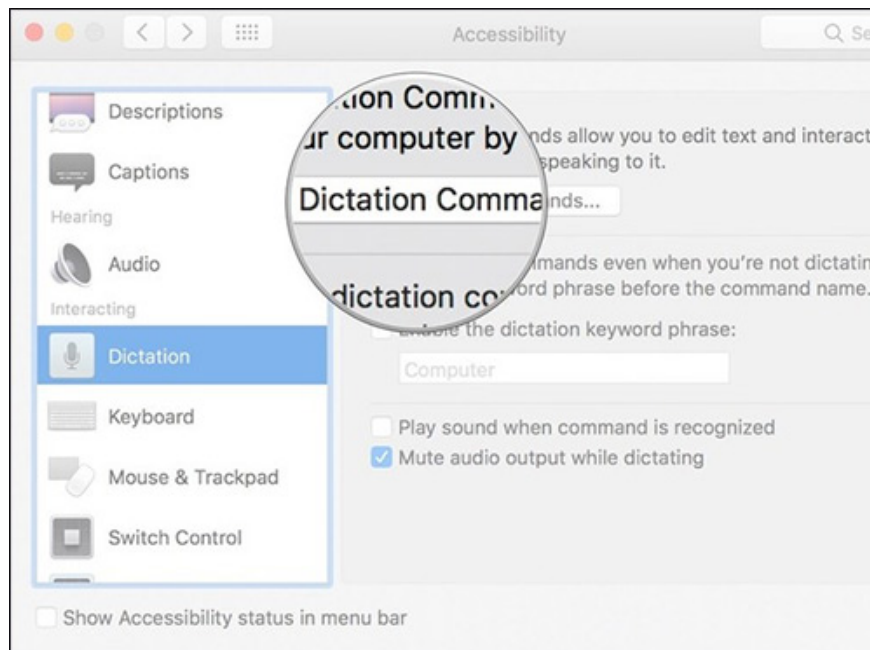 Accessibility
Se
Descriptions
Captions
Hearing
Audio
Interacting
Dictation
Keyboard
Mouse & Trackpad
Switch Control
tion Comm
ur computer by
nds allow you to edit text and interact
speaking to it.
Dictation Comma
nds...
mmands even when you're not dictatin
dictation co
ord phrase before the command name.
Enable the dictation keyword phrase:
Computer
Play sound when command is recognized
Mute audio output while dictating
Show Accessibility status in menu bar